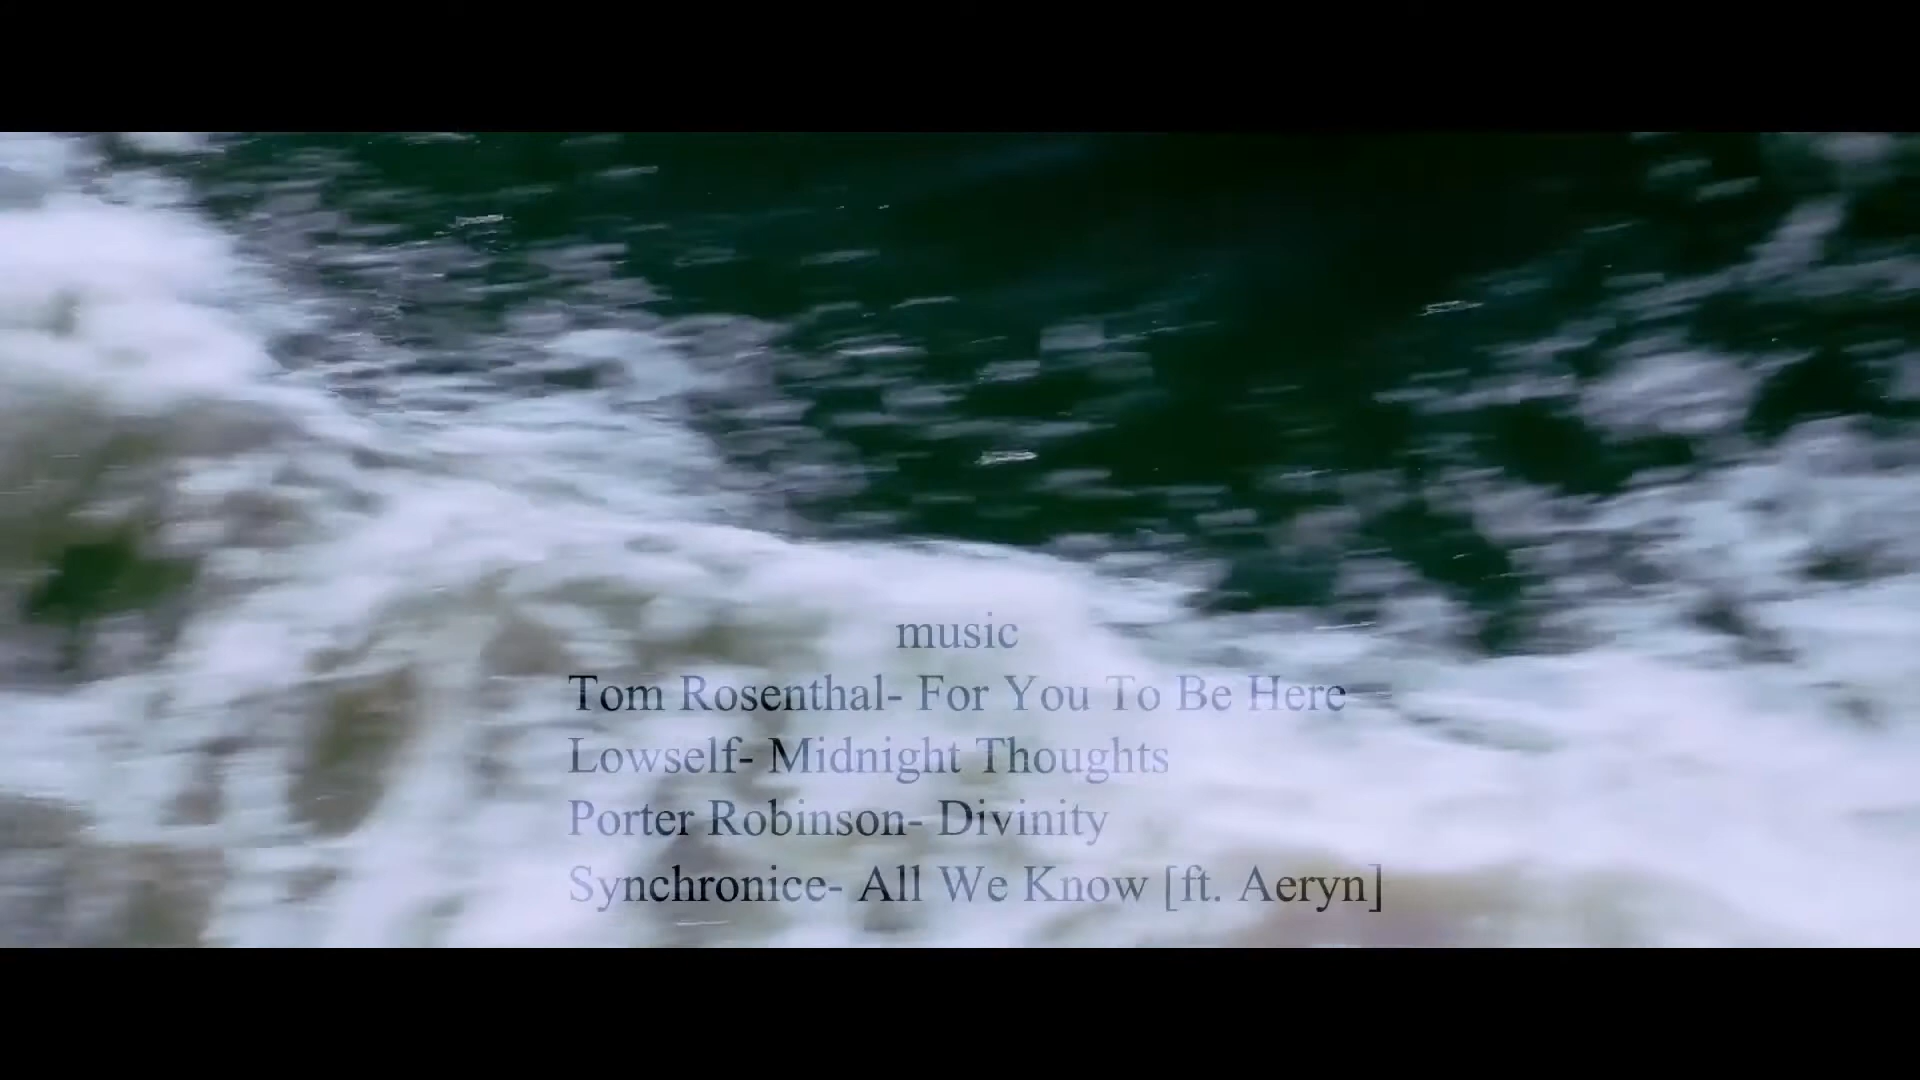 music
Tom Rosenthal- For You To Be Here
Lowself- Midnight Thoughts
Porter Robinson- Divinity
Synchronice- All We Know [ft. Aeryn]